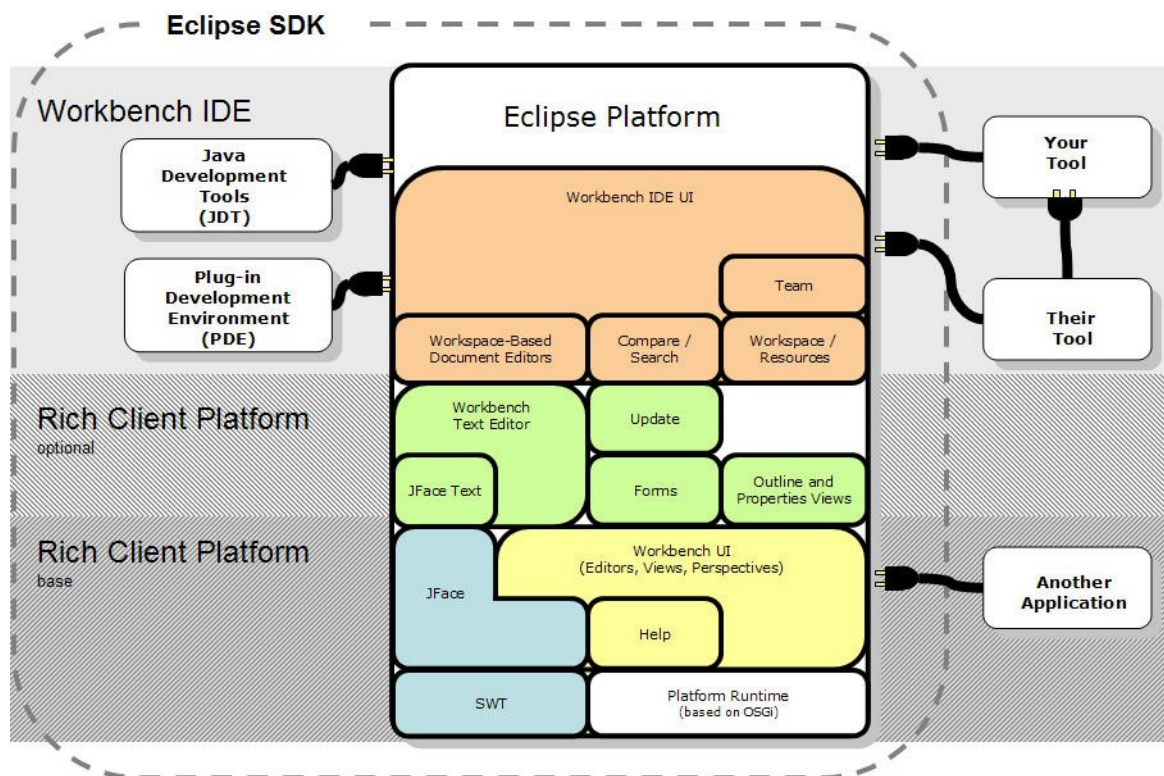 Eclipse SDK
Workbench IDE
Eclipse Platform
Java
Development
Tools
(JDT)
Your
Tool
Workbench IDE UI
Plug-in
Development
Environment
(PDE)
Team
Their
Tool
Workspace-Based
Document Editors
Compare /
Search
Workspace /
Resources
Rich Client Platform
optional
Workbench
Text Editor
Update
JFace Text
Forms
Outline and
Properties Views
Rich Client Platform
base
Workbench UI
(Editors, Views, Perspectives)
JFace
Another
Application
Help
SWT
Platform Runtime
(based on OSGi)